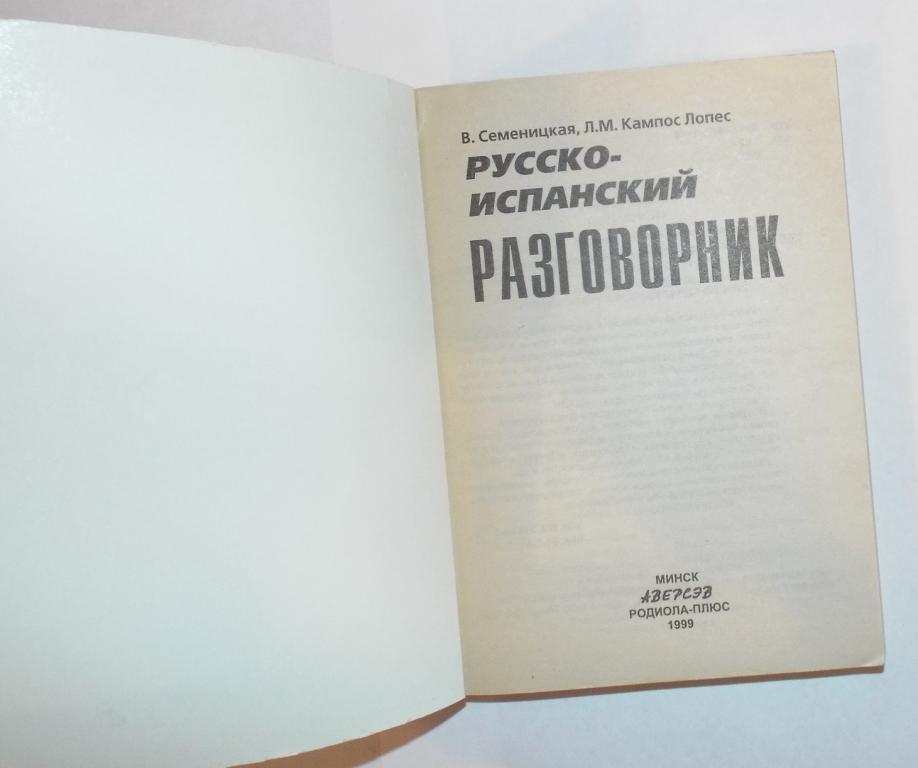 В. Семеницкая, Л.М. Кампос Лопес
РУССКО-
ИСПАНСКИЙ
РАЗГОВОРНИК
МИНСК
АВЕРСЭВ
РОДИОЛА-ПЛЮС
1999